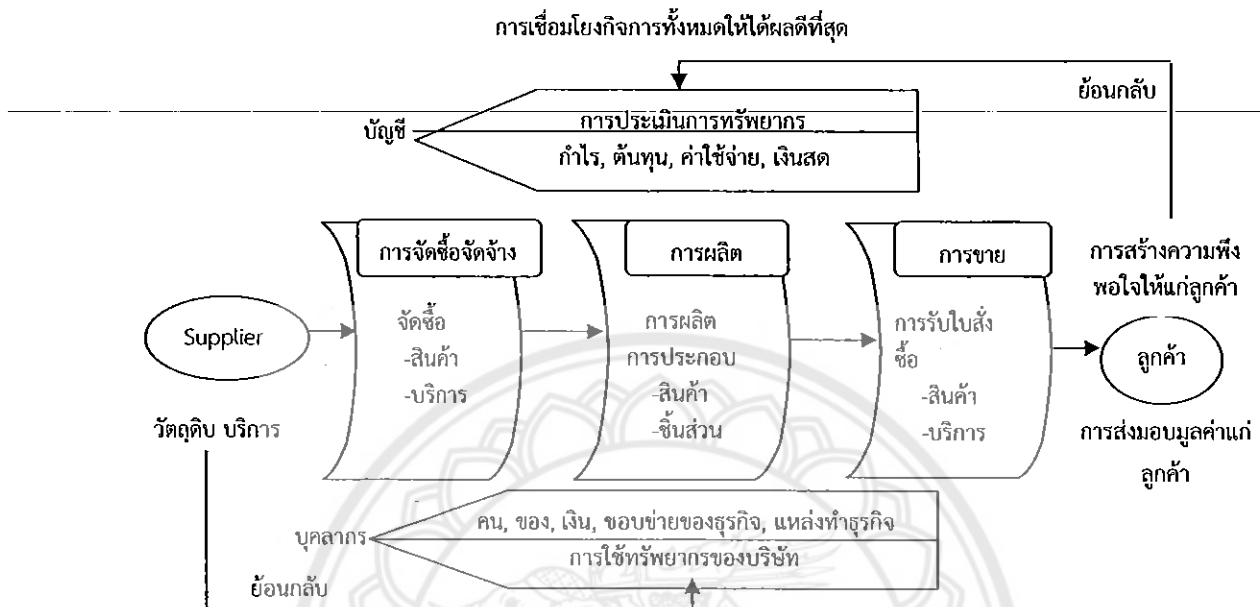 การเชื่อมโยงกิจการทั้งหมดให้ได้ผลดีที่สุด
ย้อนกลับ
บัญชี
การประเมินการทรัพยากร
กำไร, ต้นทุน, ค่าใช้จ่าย, เงินสด
การจัดซื้อจัดจ้าง
จัดซื้อ
-สินค้า
-บริการ
การผลิต
การผลิต
การประกอบ
-สินค้า
-ชิ้นส่วน
การขาย
การรับใบสั่ง
ซื้อ
-สินค้า
-บริการ
การสร้างความพึง
พอใจให้แก่ลูกค้า
Supplier
ลูกค้า
วัตถุดิบ บริการ
การส่งมอบมูลค่าแก่
ลูกค้า
บุคลากร
คน, ของ, เงิน, ขอบข่ายของธุรกิจ, แหล่งทำธุรกิจ
การใช้ทรัพยากรของบริษัท
ย้อนกลับ